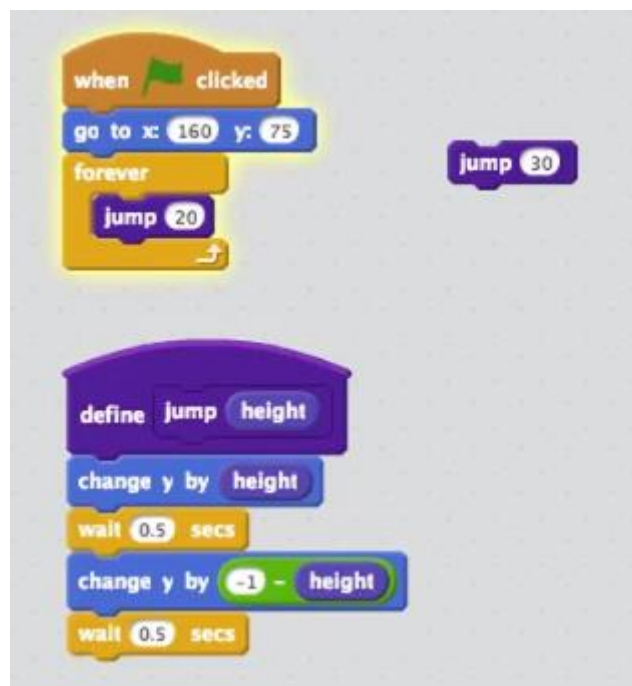 when clicked
go to x: 160 y: 75
forever
jump 20
jump 30
define jump height
change y by height
wait 0.5 secs
change y by -1 - height
wait 0.5 secs